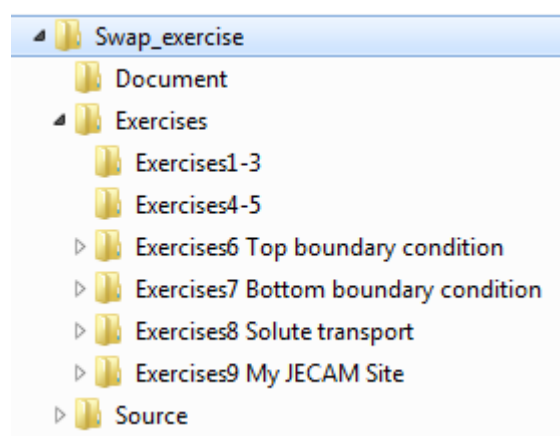 Swap_exercise
Document
Exercises
Exercises1-3
Exercises4-5
Exercises6 Top boundary condition
Exercises7 Bottom boundary condition
Exercises8 Solute transport
Exercises9 My JECAM Site
Source